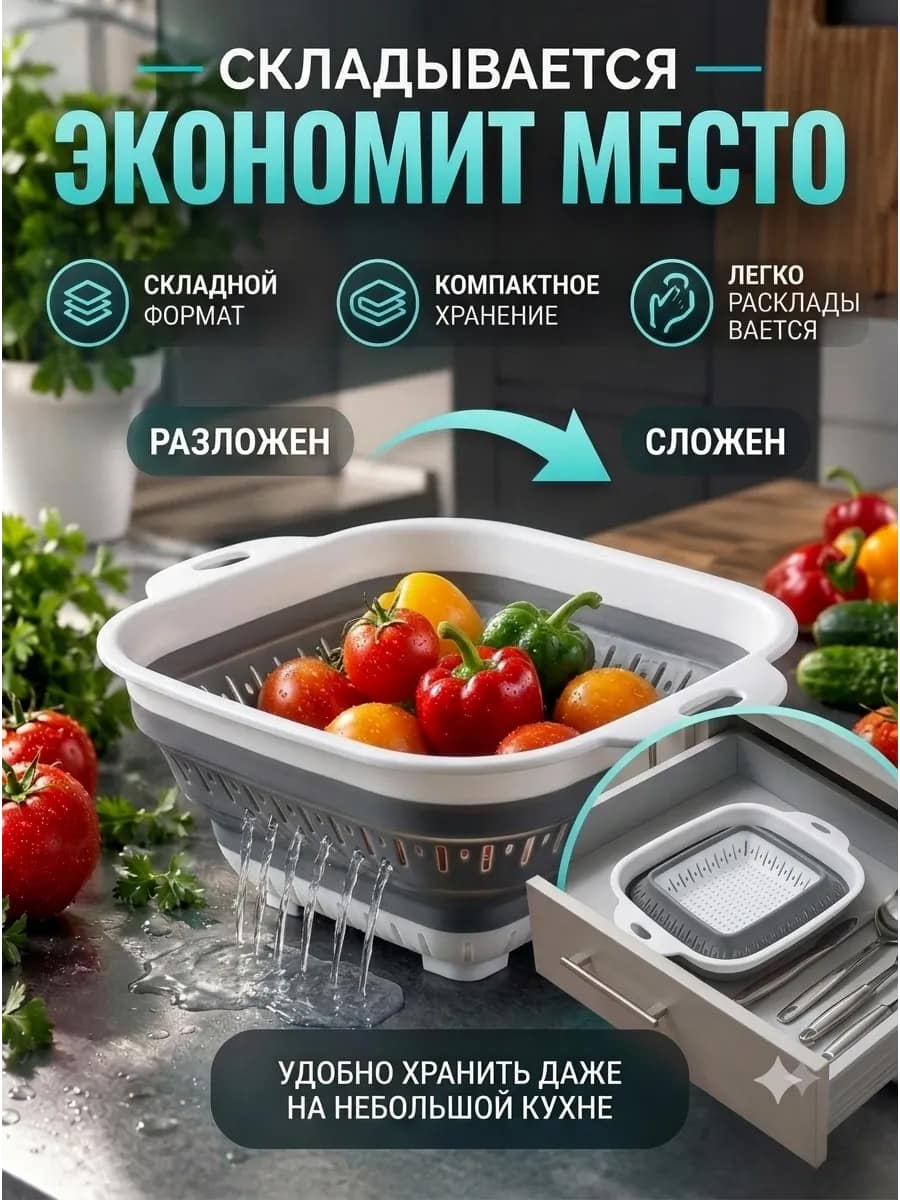 СКЛАДЫВАЕТСЯ
ЭКОНОМИТ МЕСТО
СКЛАДНОЙ
ФОРМАТ
КОМПАКТНОЕ
ХРАНЕНИЕ
ЛЕГКО
РАСКЛАДЫ
ВАЕТСЯ
РАЗЛОЖЕН
СЛОЖЕН
УДОБНО ХРАНИТЬ ДАЖЕ
НА НЕБОЛЬШОЙ КУХНЕ